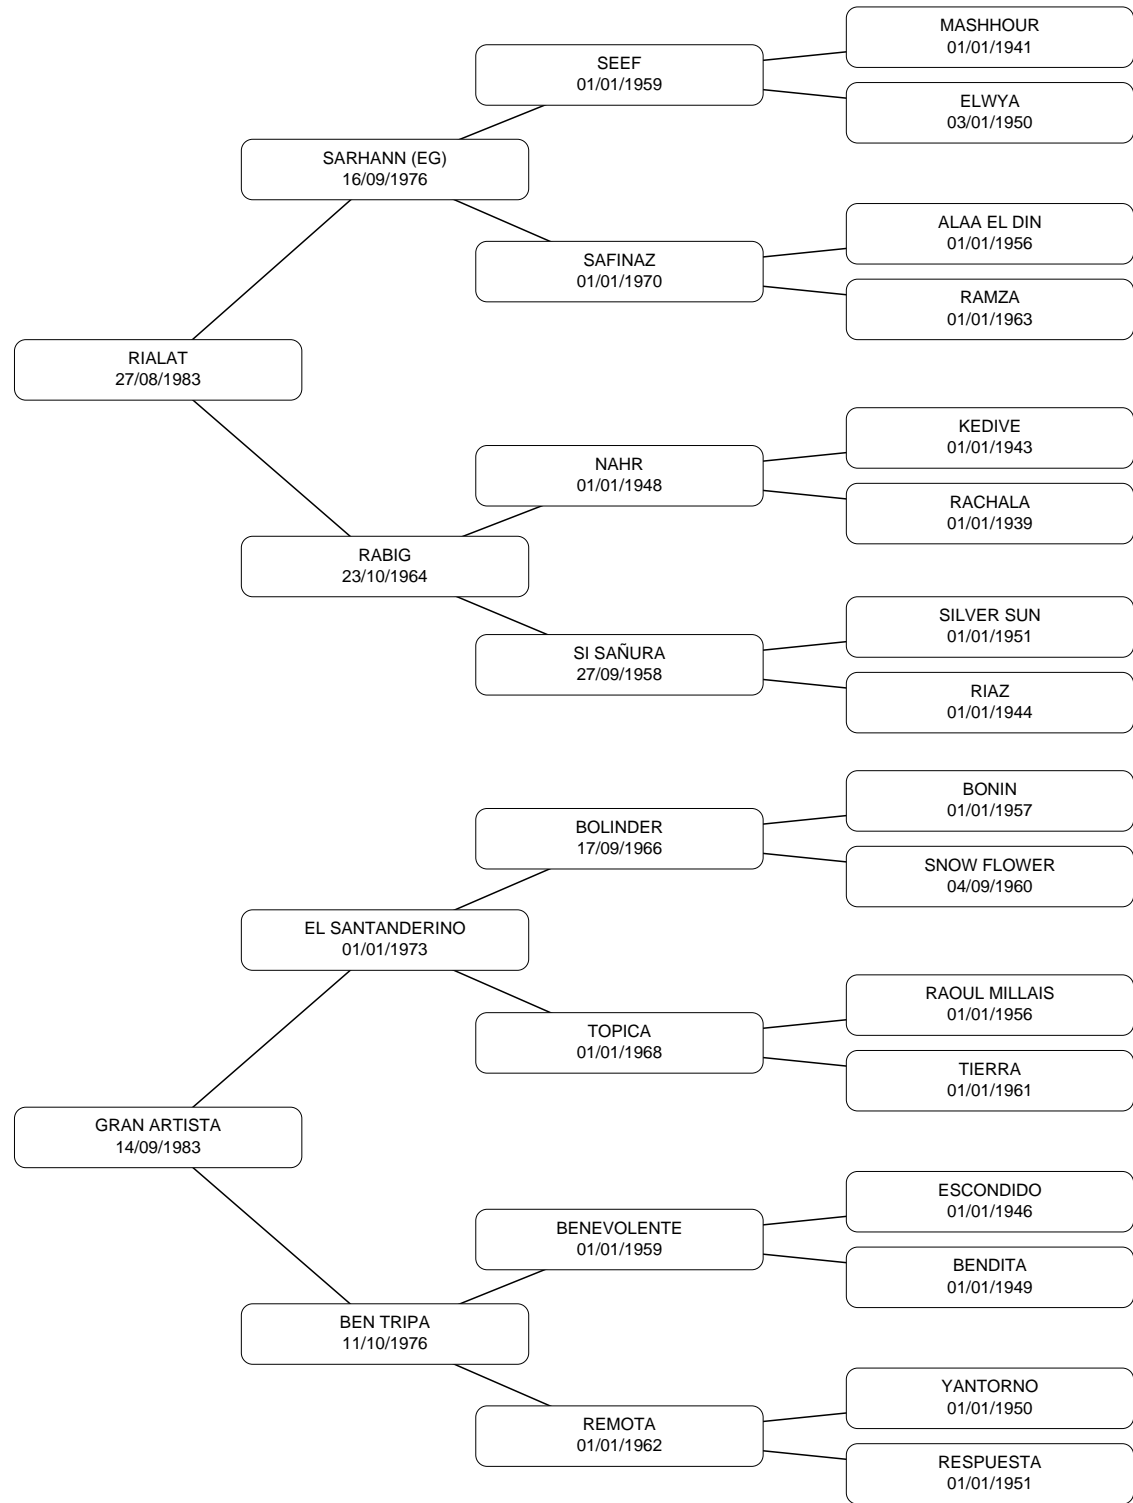 MASHHOUR
01/01/1941
SEEF
01/01/1959
ELWYA
03/01/1950
SARHANN (EG)
16/09/1976
ALAA EL DIN
01/01/1956
SAFINAZ
01/01/1970
RAMZA
01/01/1963
RIALAT
27/08/1983
KEDIVE
01/01/1943
NAHR
01/01/1948
RACHALA
01/01/1939
RABIG
23/10/1964
SILVER SUN
01/01/1951
SI SAÑURA
27/09/1958
RIAZ
01/01/1944
BONIN
01/01/1957
BOLINDER
17/09/1966
SNOW FLOWER
04/09/1960
EL SANTANDERINO
01/01/1973
RAOUL MILLAIS
01/01/1956
TOPICA
01/01/1968
TIERRA
01/01/1961
GRAN ARTISTA
14/09/1983
ESCONDIDO
01/01/1946
BENEVOLENTE
01/01/1959
BENDITA
01/01/1949
BEN TRIPA
11/10/1976
YANTORNO
01/01/1950
REMOTA
01/01/1962
RESPUESTA
01/01/1951